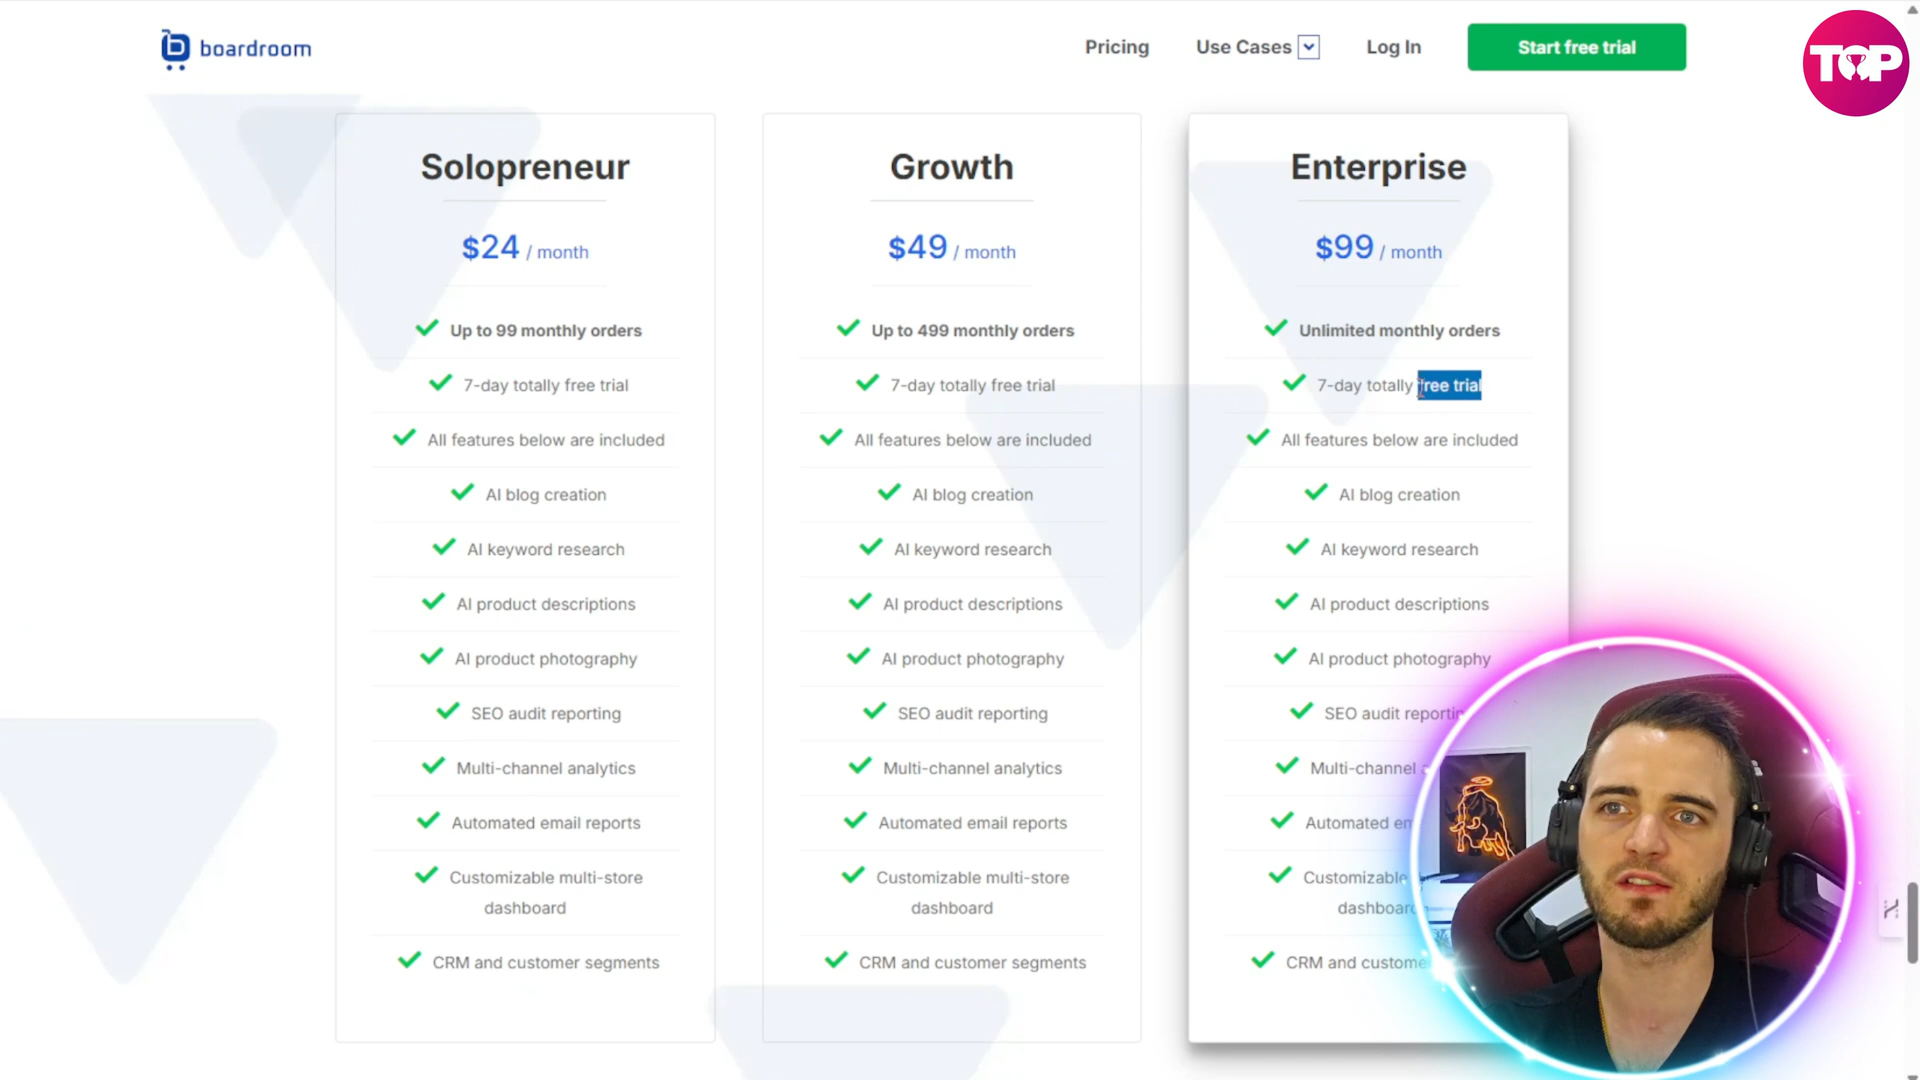 boardroom
Pricing
Use Cases
Log In
Start free trial
TOP
Solopreneur
$24 / month
Up to 99 monthly orders
7-day totally free trial
All features below are included
AI blog creation
AI keyword research
AI product descriptions
AI product photography
SEO audit reporting
Multi-channel analytics
Automated email reports
Customizable multi-store
dashboard
CRM and customer segments
Growth
$49 / month
Up to 499 monthly orders
7-day totally free trial
All features below are included
AI blog creation
AI keyword research
AI product descriptions
AI product photography
SEO audit reporting
Multi-channel analytics
Automated email reports
Customizable multi-store
dashboard
CRM and customer segments
Enterprise
$99 / month
Unlimited monthly orders
7-day totally free trial
All features below are included
AI blog creation
AI keyword research
AI product descriptions
AI product photography
SEO audit
Multi-channel
Automated
Customizable
dashboard
CRM and